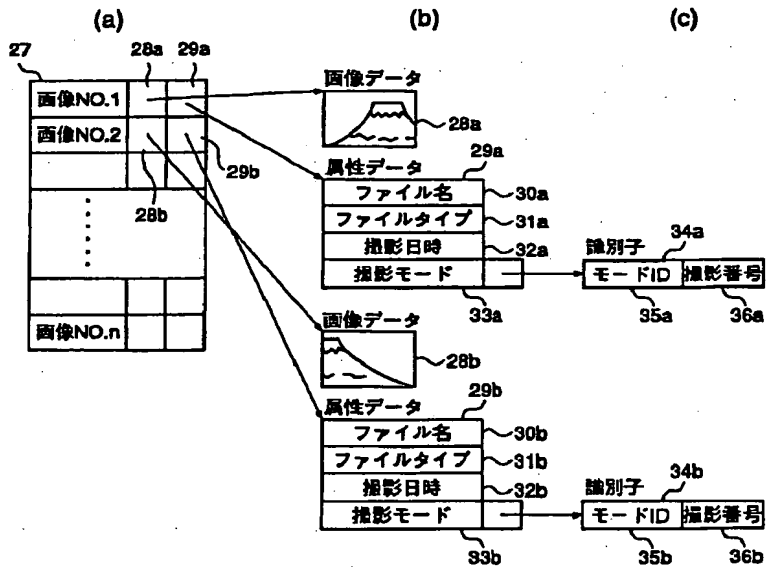 (a)
(b)
(c)
27
28a
29a
画像NO.1
画像NO.2
29b
28b
画像NO.n
画像データ
28a
属性データ
29a
ファイル名
30a
ファイルタイプ
31a
撮影日時
32a
撮影モード
33a
識別子
34a
モードID
撮影番号
35a
36a
画像データ
28b
属性データ
29b
ファイル名
30b
ファイルタイプ
31b
撮影日時
32b
撮影モード
33b
識別子
34b
モードID
撮影番号
35b
36b